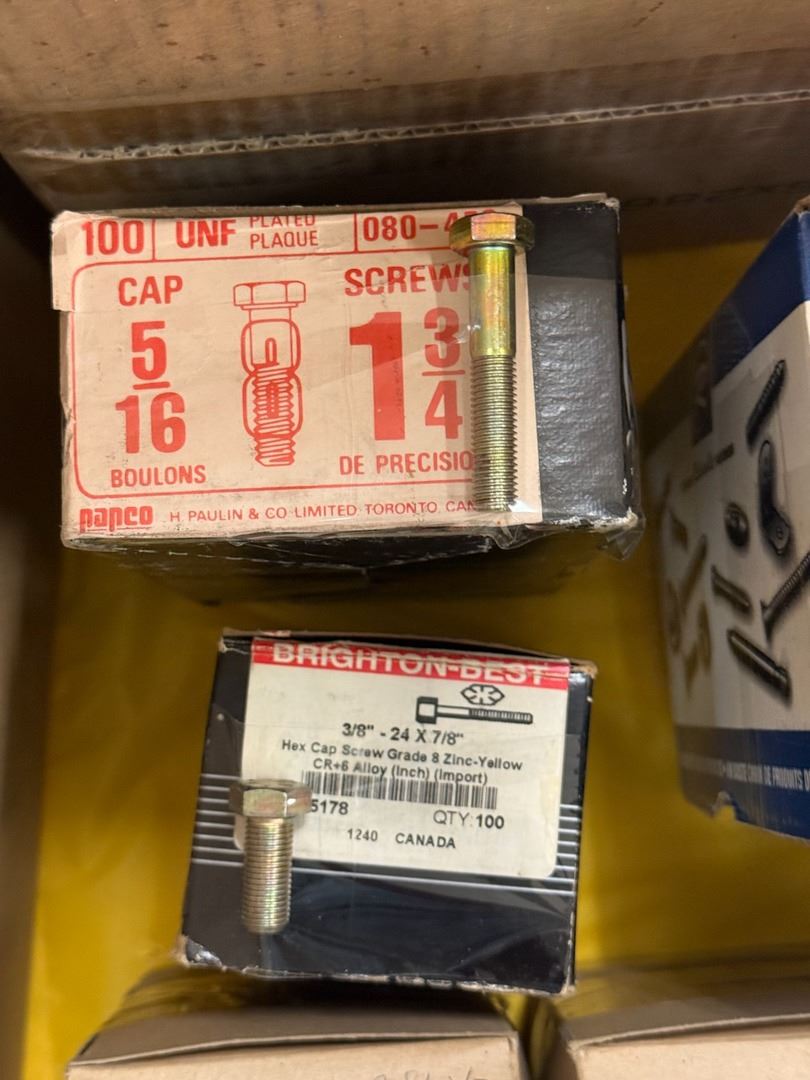 100 UNF PLATED PLAQUE 080-4
CAP SCREWS
5/16 1 3/4
BOULONS DE PRECISIO
papco H. PAULIN & CO LIMITED TORONTO CAN
BRIGHTON-BEST
3/8" - 24 X 7/8"
Hex Cap Screw Grade 8 Zinc-Yellow
CR+6 Alloy (Inch) (Import)
5178 QTY:100
1240 CANADA
DE PRODUITS